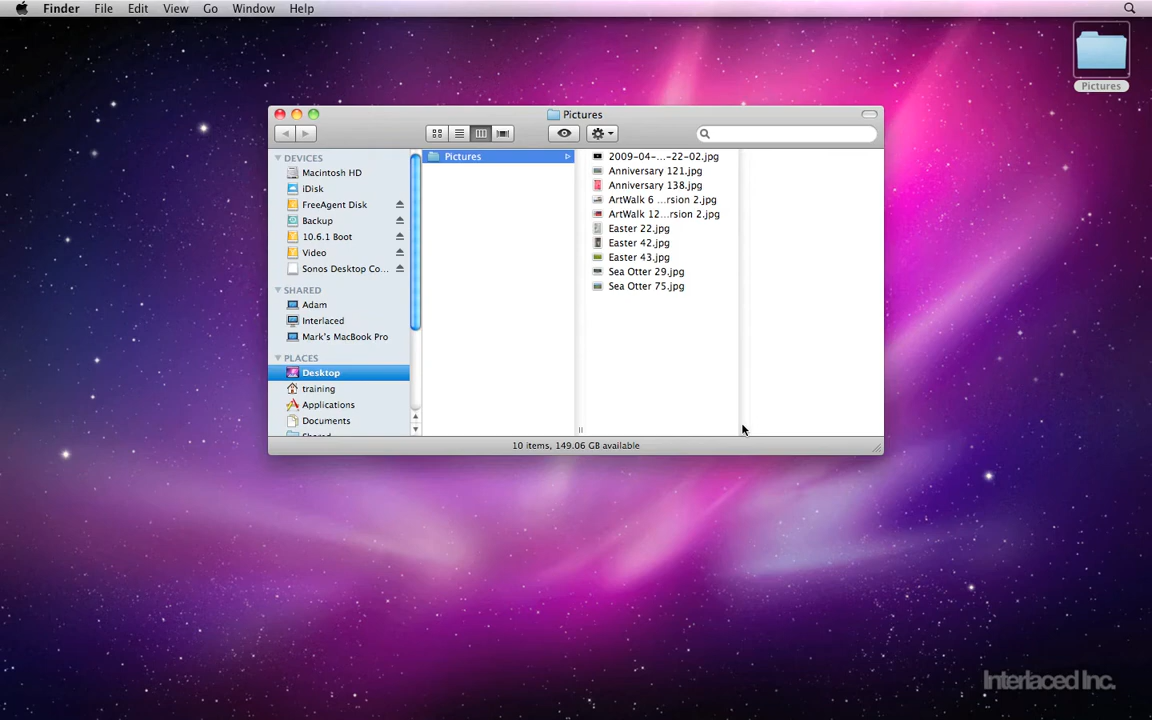 Finder File Edit View Go Window Help
Pictures
Pictures
DEVICES
Macintosh HD
iDisk
FreeAgent Disk
Backup
10.6.1 Boot
Video
Sonos Desktop Co...
SHARED
Adam
Interlaced
Mark's MacBook Pro
PLACES
Desktop
training
Applications
Documents
Pictures
2009-04-...-22-02.jpg
Anniversary 121.jpg
Anniversary 138.jpg
ArtWalk 6 ...rsion 2.jpg
ArtWalk 12...rsion 2.jpg
Easter 22.jpg
Easter 42.jpg
Easter 43.jpg
Sea Otter 29.jpg
Sea Otter 75.jpg
10 items, 149.06 GB available
Interlaced Inc.